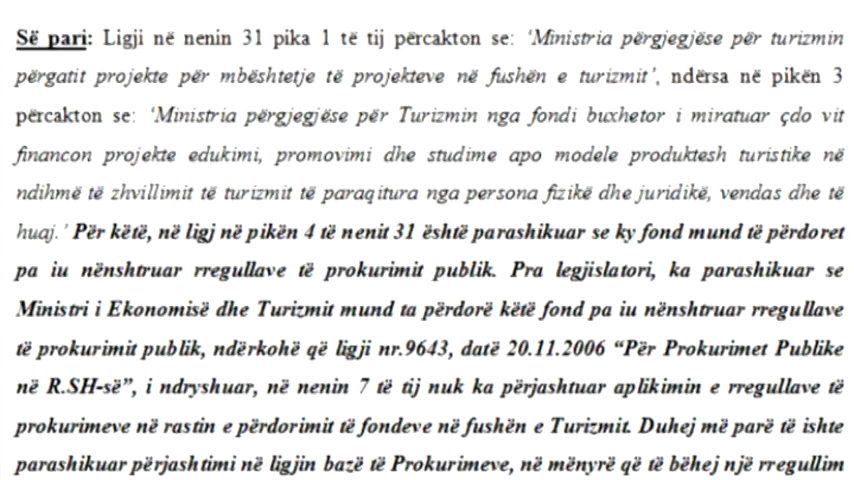 Së pari: Ligji në nenin 31 pika 1 të tij përcakton se: ‘Ministria përgjegjëse për turizmin
përgatit projekte për mbështetje të projekteve në fushën e turizmit’, ndërsa në pikën 3
përcakton se: ‘Ministria përgjegjëse për Turizmin nga fondi buxhetor i miratuar çdo vit
financon projekte edukimi, promovimi dhe studime apo modele produktesh turistike në
ndihmë të zhvillimit të turizmit të paraqitura nga persona fizikë dhe juridikë, vendas dhe të
huaj.’ Për këtë, në ligj në pikën 4 të nenit 31 është parashikuar se ky fond mund të përdoret
pa iu nënshtruar rregullave të prokurimit publik. Pra legjislatori, ka parashikuar se
Ministri i Ekonomisë dhe Turizmit mund ta përdorë këtë fond pa iu nënshtruar rregullave
të prokurimit publik, ndërkohë që ligji nr.9643, datë 20.11.2006 “Për Prokurimet Publike
në R.SH-së”, i ndryshuar, në nenin 7 të tij nuk ka përjashtuar aplikimin e rregullave të
prokurimeve në rastin e përdorimit të fondeve në fushën e Turizmit. Duhej më parë të ishte
parashikuar përjashtimi në ligjin bazë të Prokurimeve, në mënyrë që të bëhej një rregullim